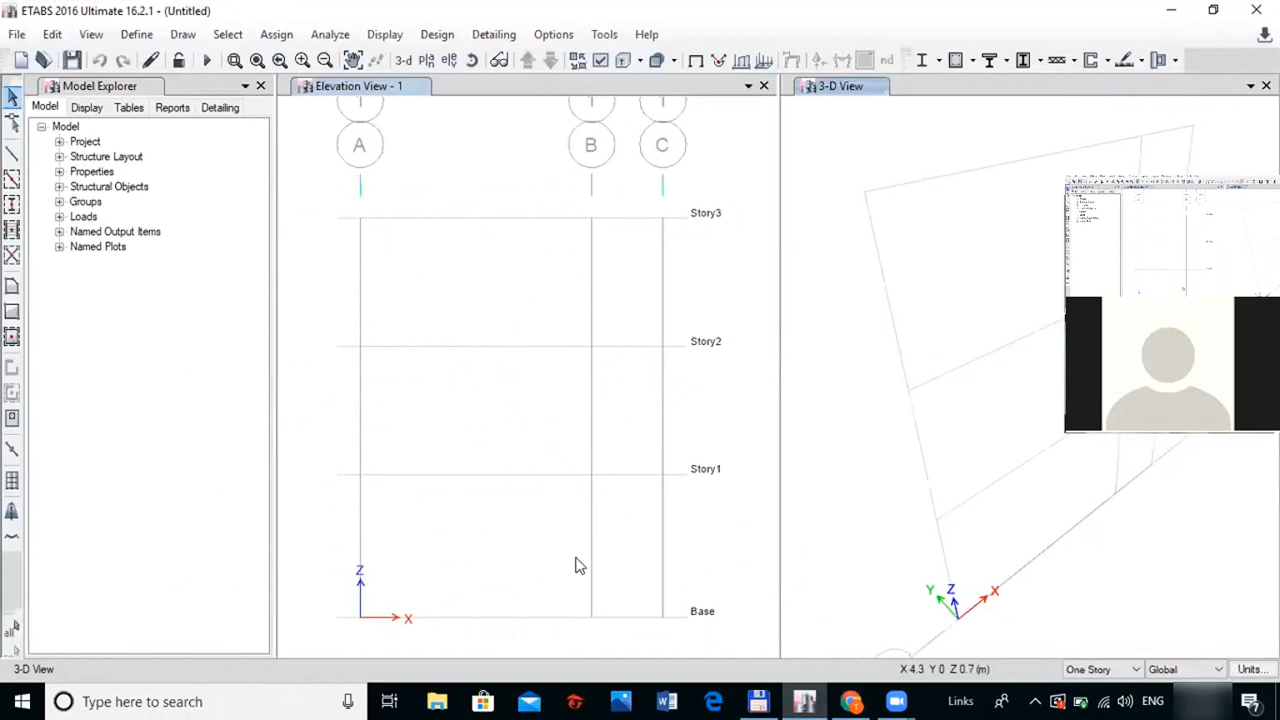 ETABS 2016 Ultimate 16.2.1 - (Untitled)
File Edit View Define Draw Select Assign Analyze Display Design Detailing Options Tools Help
3-d
Model Explorer
Elevation View - 1
3-D View
Model Display Tables Reports Detailing
Model
Project
Structure Layout
Properties
Structural Objects
Groups
Loads
Named Output Items
Named Plots
A B C
Story3
Story2
Story1
Base
Z
X
Y Z X
all
3-D View
X 4.3 Y 0 Z 0.7 (m)
One Story
Global
Units...
Type here to search
Links
ENG
7